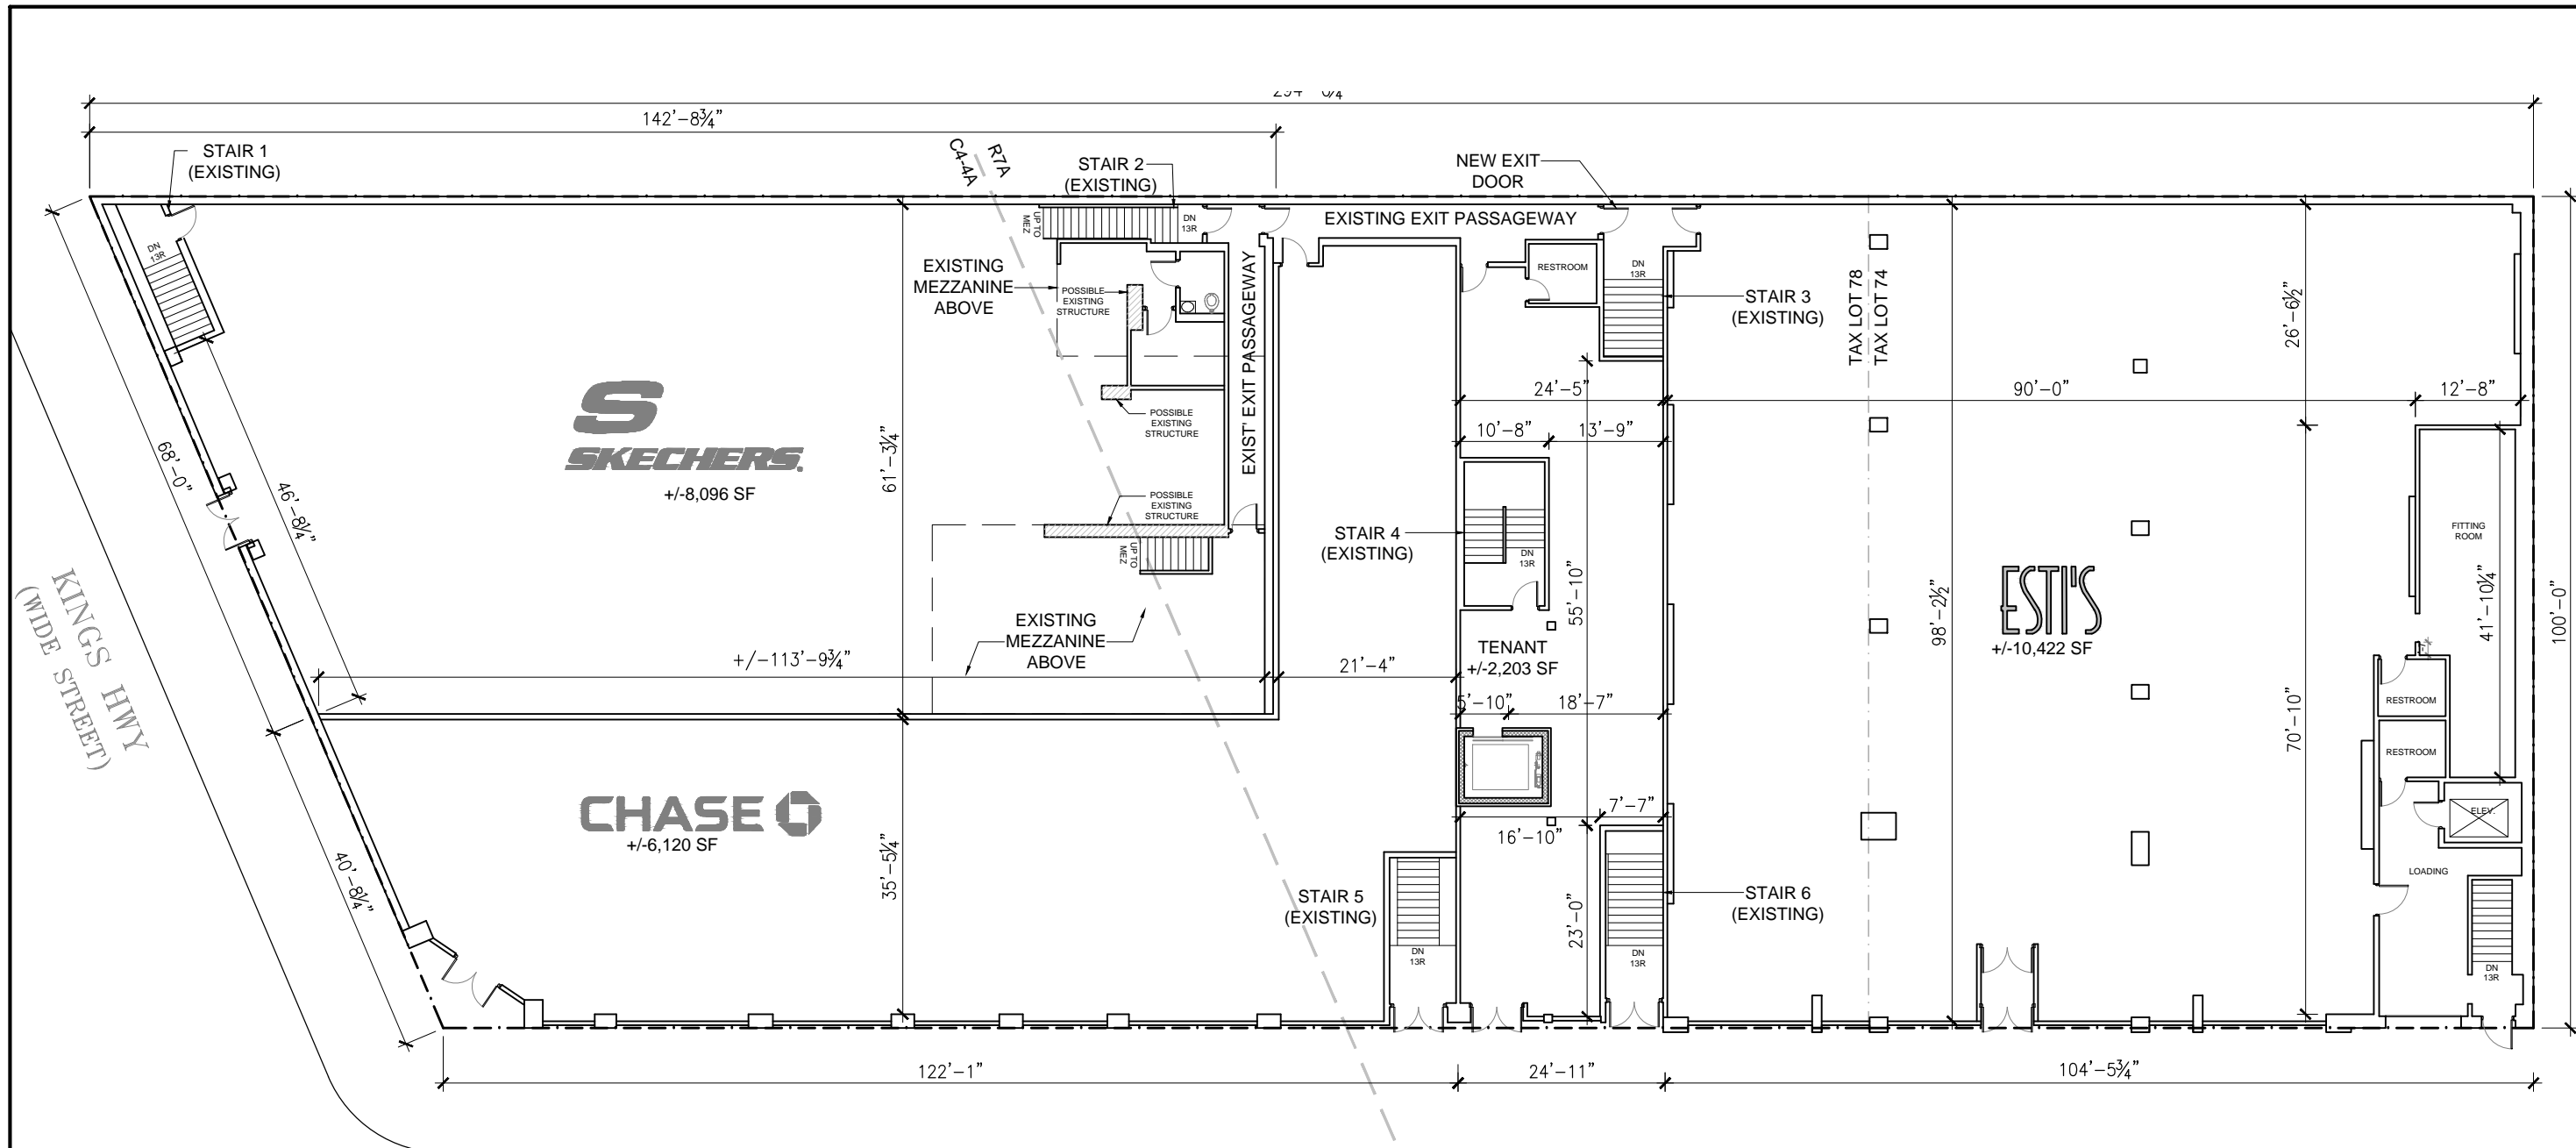 142'-8¾"
STAIR 1
(EXISTING)
C4-4A
R7A
STAIR 2
(EXISTING)
NEW EXIT
DOOR
UP TO
MEZ
DN
13R
EXISTING EXIT PASSAGEWAY
DN
13R
EXISTING
MEZZANINE
ABOVE
POSSIBLE
EXISTING
STRUCTURE
EXIST' EXIT PASSAGEWAY
RESTROOM
DN
13R
STAIR 3
(EXISTING)
TAX LOT 78
TAX LOT 74
26'-6½"
24'-5"
90'-0"
12'-8"
S
SKECHERS.
+/-8,096 SF
61'-3¼"
POSSIBLE
EXISTING
STRUCTURE
10'-8"
13'-9"
68'-0"
46'-8¼"
POSSIBLE
EXISTING
STRUCTURE
UP TO
MEZ
STAIR 4
(EXISTING)
DN
13R
55'-10"
98'-2½"
FITTING
ROOM
41'-10¼"
100'-0"
KINGS HWY
(WIDE STREET)
EXISTING
MEZZANINE
ABOVE
+/-113'-9¾"
21'-4"
TENANT
+/-2,203 SF
ESTI'S
+/-10,422 SF
5'-10"
18'-7"
70'-10"
RESTROOM
RESTROOM
CHASE
+/-6,120 SF
35'-5¼"
40'-8¼"
7'-7"
16'-10"
ELEV.
LOADING
STAIR 5
(EXISTING)
23'-0"
STAIR 6
(EXISTING)
DN
13R
DN
13R
DN
13R
122'-1"
24'-11"
104'-5¾"